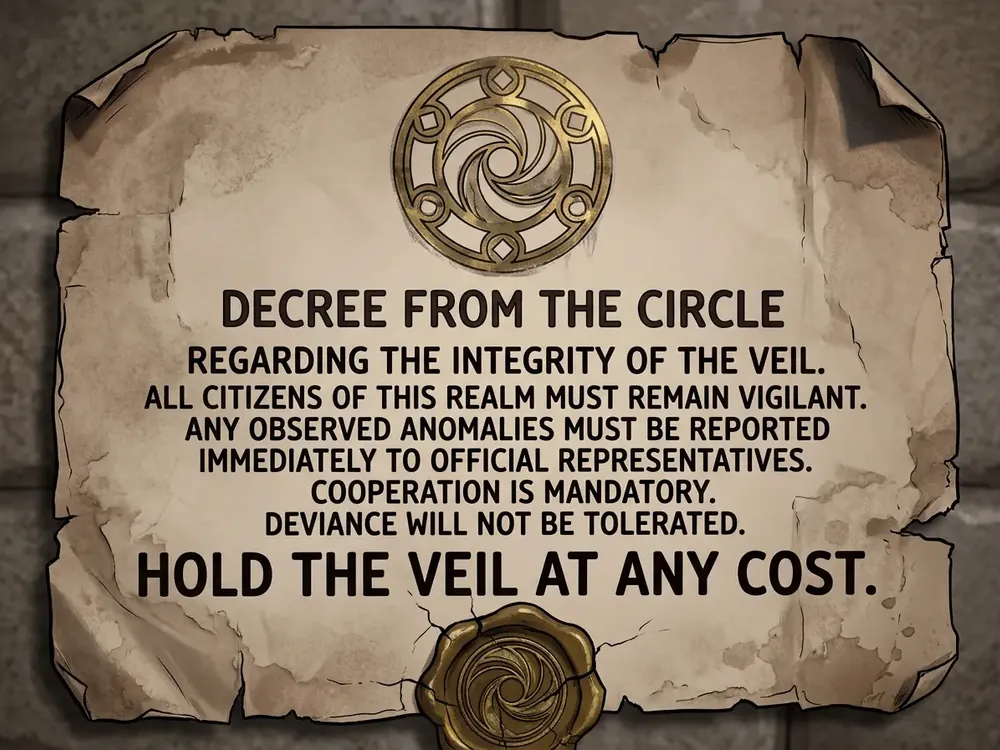 DECREE FROM THE CIRCLE
REGARDING THE INTEGRITY OF THE VEIL.
ALL CITIZENS OF THIS REALM MUST REMAIN VIGILANT.
ANY OBSERVED ANOMALIES MUST BE REPORTED
IMMEDIATELY TO OFFICIAL REPRESENTATIVES.
COOPERATION IS MANDATORY.
DEVIANCE WILL NOT BE TOLERATED.
HOLD THE VEIL AT ANY COST.